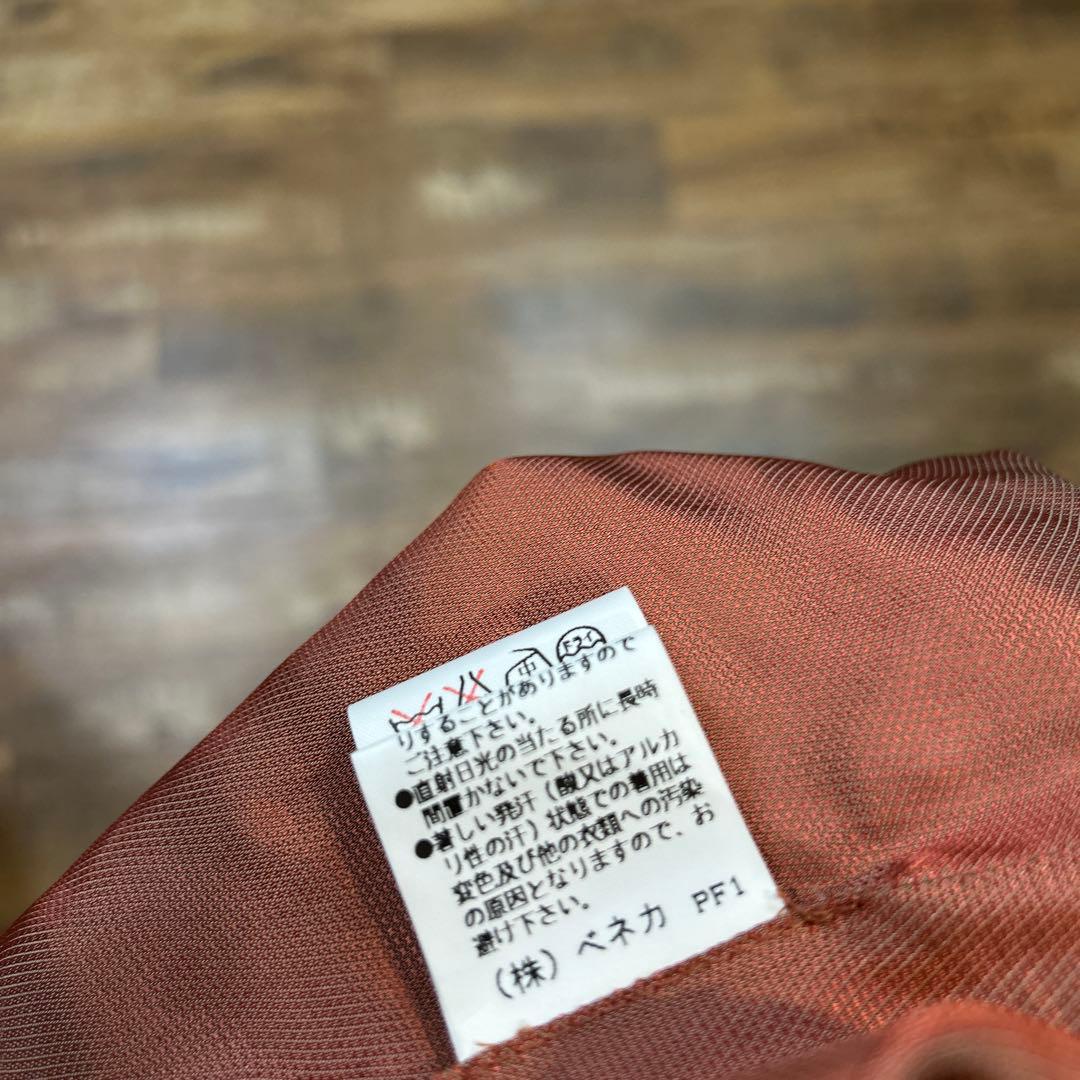 中 ドライ
りすることがありますので
ご注意下さい。
●直射日光の当たる所に長時
間置かないで下さい。
●著しい発汗(酸又はアルカ
リ性の汗)状態での着用は
変色及び他の衣類への汚染
の原因となりますので、お
避け下さい。
(株)ベネカ PF1